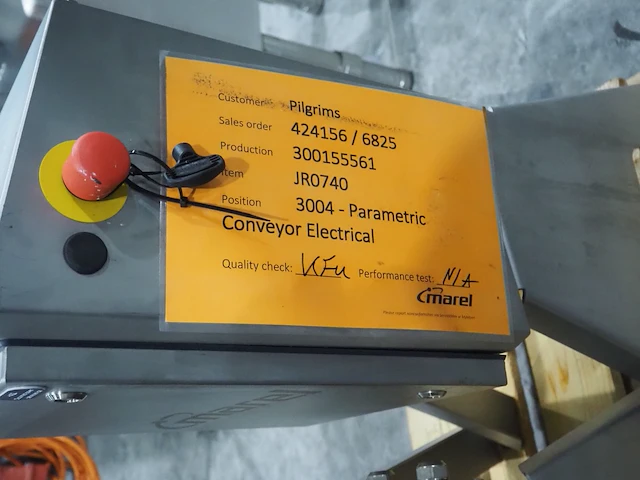 Customer Pilgrims
Sales order 424156 / 6825
Production 300155561
Item JR0740
Position 3004 - Parametric
Conveyor Electrical
Quality check: Performance test: N/A
marel
marel